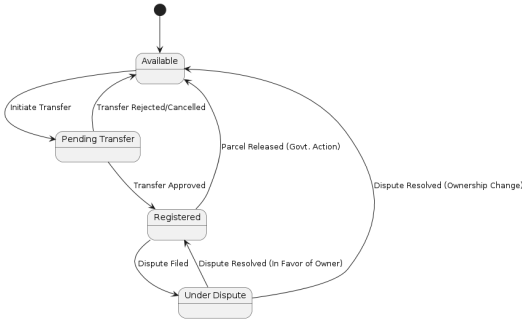 Available
Initiate Transfer
Transfer Rejected/Cancelled
Pending Transfer
Parcel Released (Govt. Action)
Transfer Approved
Dispute Resolved (Ownership Change)
Registered
Dispute Filed
Dispute Resolved (In Favor of Owner)
Under Dispute